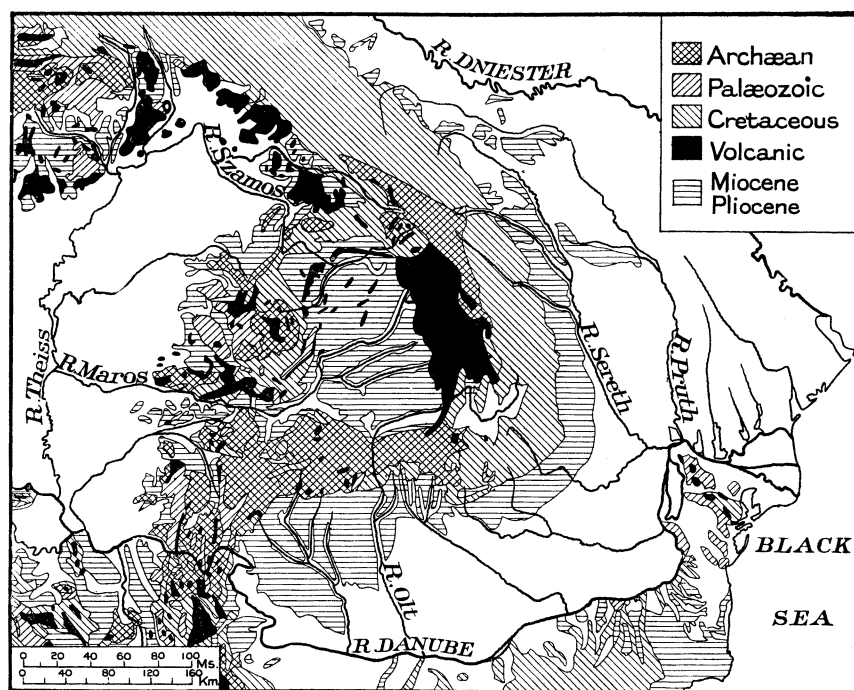 R. DNIESTER
Archæan
Palæozoic
Cretaceous
Volcanic
Miocene
Pliocene
R. Szamos
R. Theiss
R. Maros
R. Sereth
R. Pruth
BLACK
SEA
R. Olt
R. DANUBE
0 20 40 60 80 100 Ms.
0 40 80 120 160 Km.